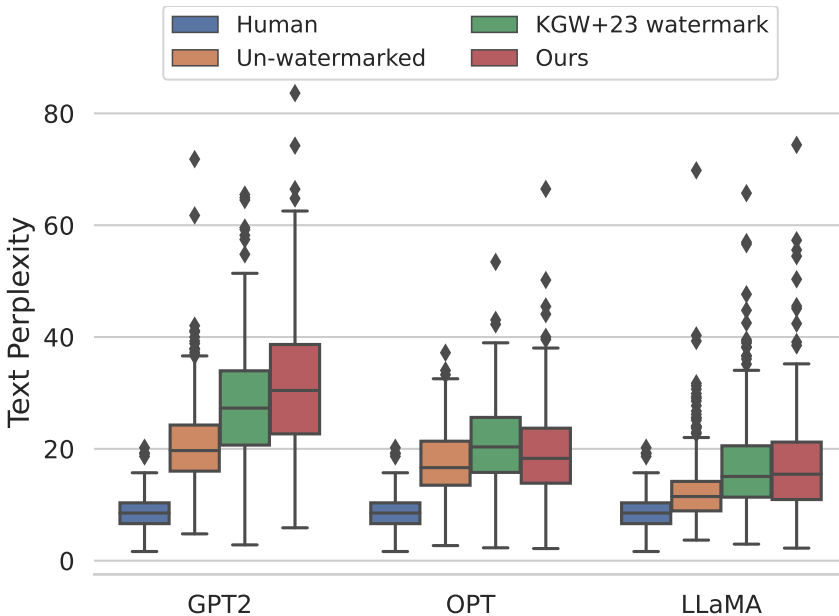 Human
Un-watermarked
KGW+23 watermark
Ours
Text Perplexity
80
60
40
20
0
GPT2
OPT
LLaMA